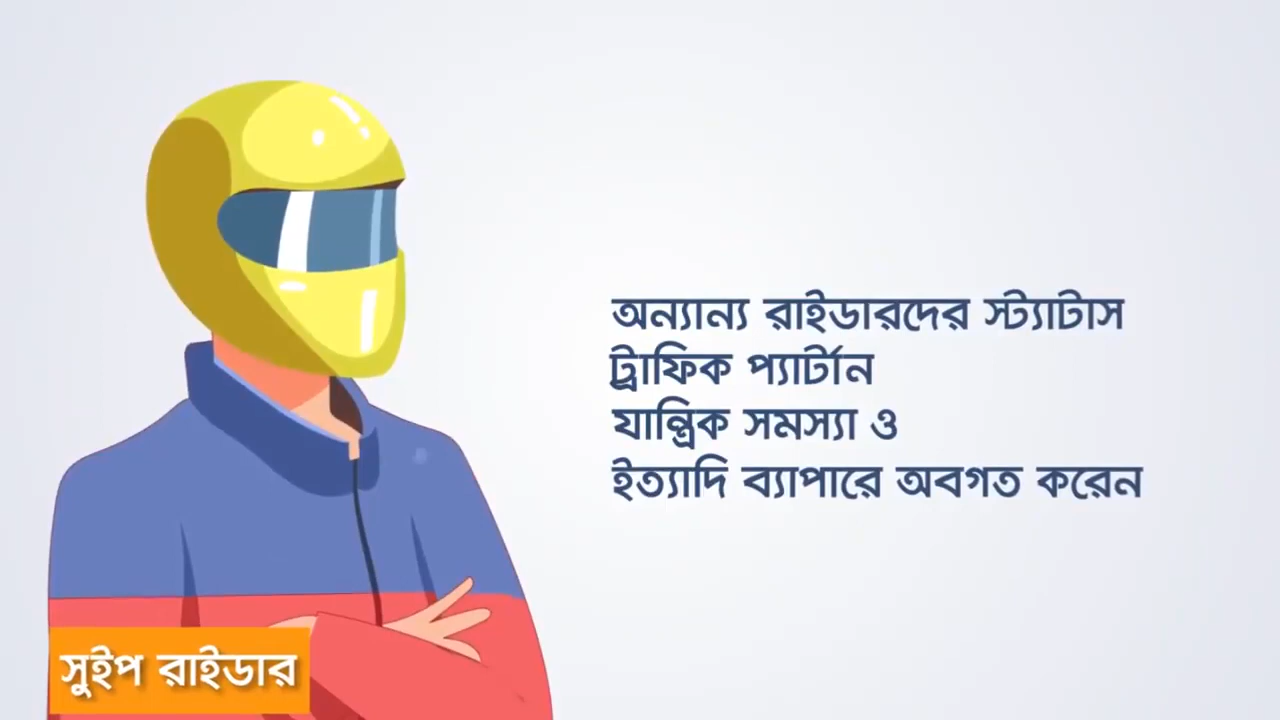 অন্যান্য রাইডারদের স্ট্যাটাস
ট্রাফিক প্যার্টান
যান্ত্রিক সমস্যা ও
ইত্যাদি ব্যাপারে অবগত করেন
সুইপ রাইডার